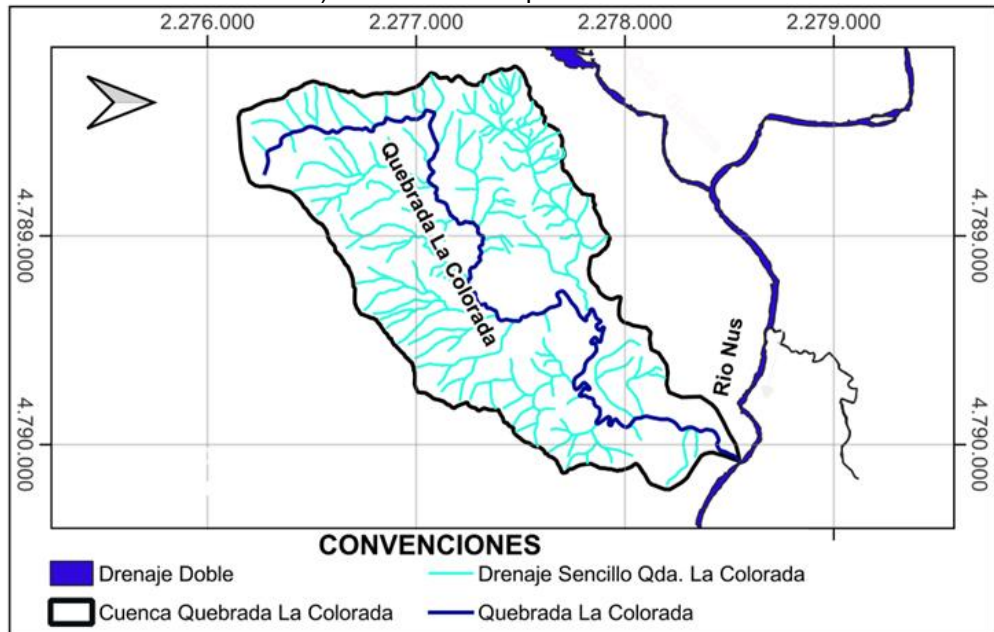 2.276.000 2.277.000 2.278.000 2.279.000
4.789.000 4.789.000
4.790.000 4.790.000
Quebrada La Colorada
Rio Nus
CONVENCIONES
Drenaje Doble
Drenaje Sencillo Qda. La Colorada
Cuenca Quebrada La Colorada
Quebrada La Colorada